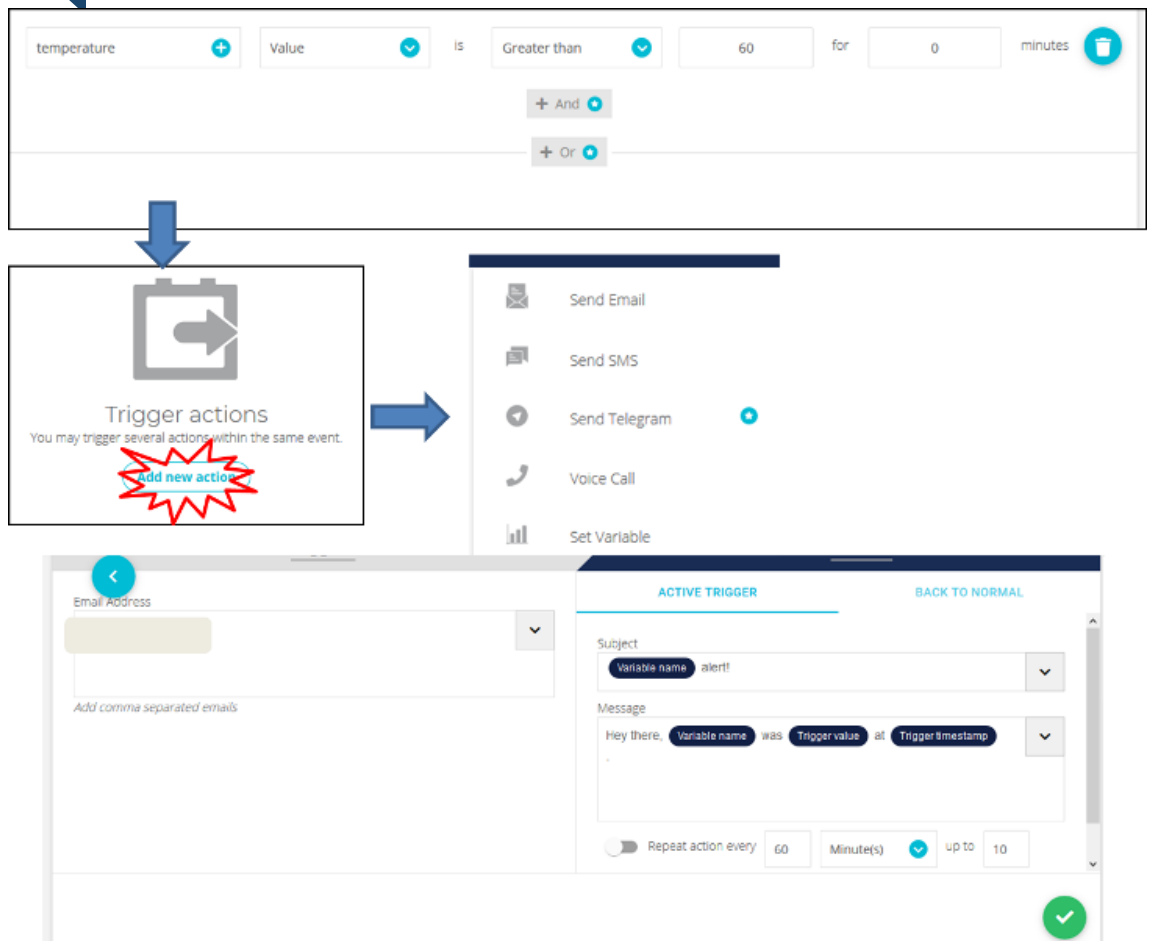 temperature Value is Greater than 60 for 0 minutes
+ And
+ Or
Trigger actions
You may trigger several actions within the same event.
Add new action
Send Email
Send SMS
Send Telegram
Voice Call
Set Variable
Email Address
Add comma separated emails
ACTIVE TRIGGER BACK TO NORMAL
Subject
Variable name alert!
Message
Hey there, Variable name was Trigger value at Trigger timestamp
.
Repeat action every 60 Minute(s) up to 10